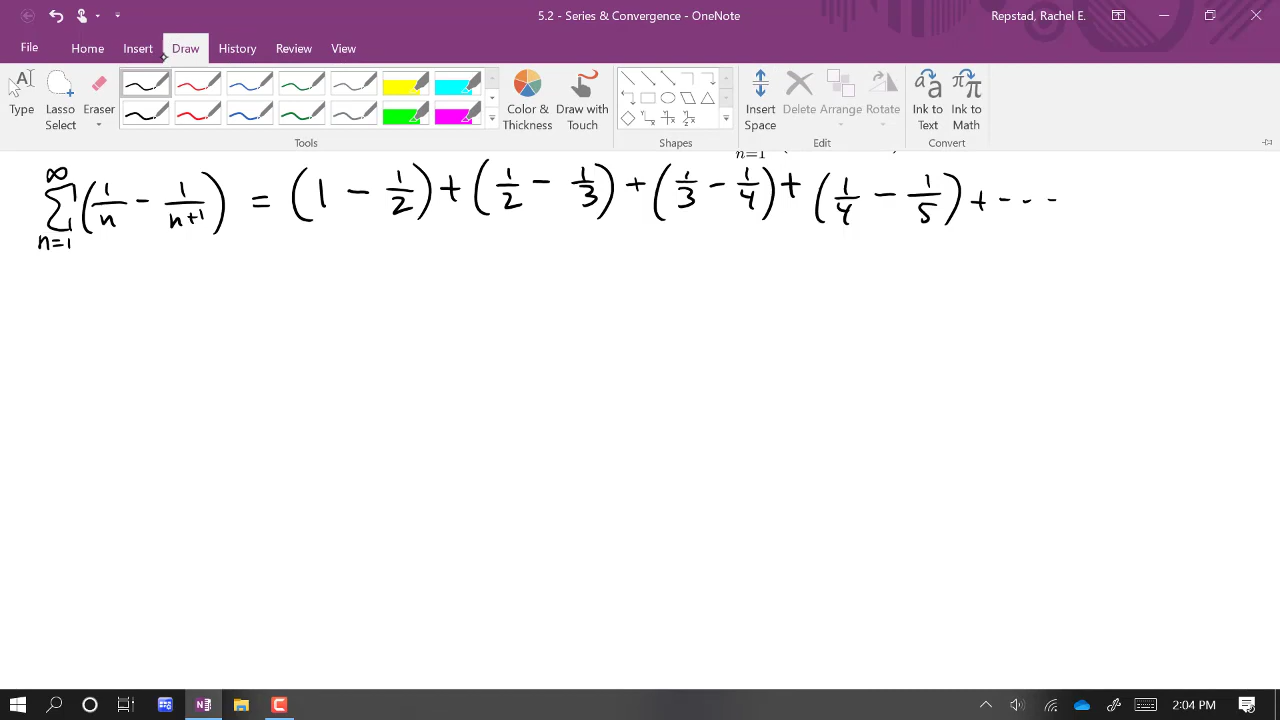 5.2 - Series & Convergence - OneNote
Repstad, Rachel E.
File Home Insert Draw History Review View
Type Lasso Select Eraser Color & Thickness Draw with Touch Insert Space Delete Arrange Rotate Ink to Text Ink to Math
Tools Shapes Edit Convert
n=1
∞ ∑ n=1 (1/n - 1/n+1) = (1 - 1/2) + (1/2 - 1/3) + (1/3 - 1/4) + (1/4 - 1/5) + ---
2:04 PM